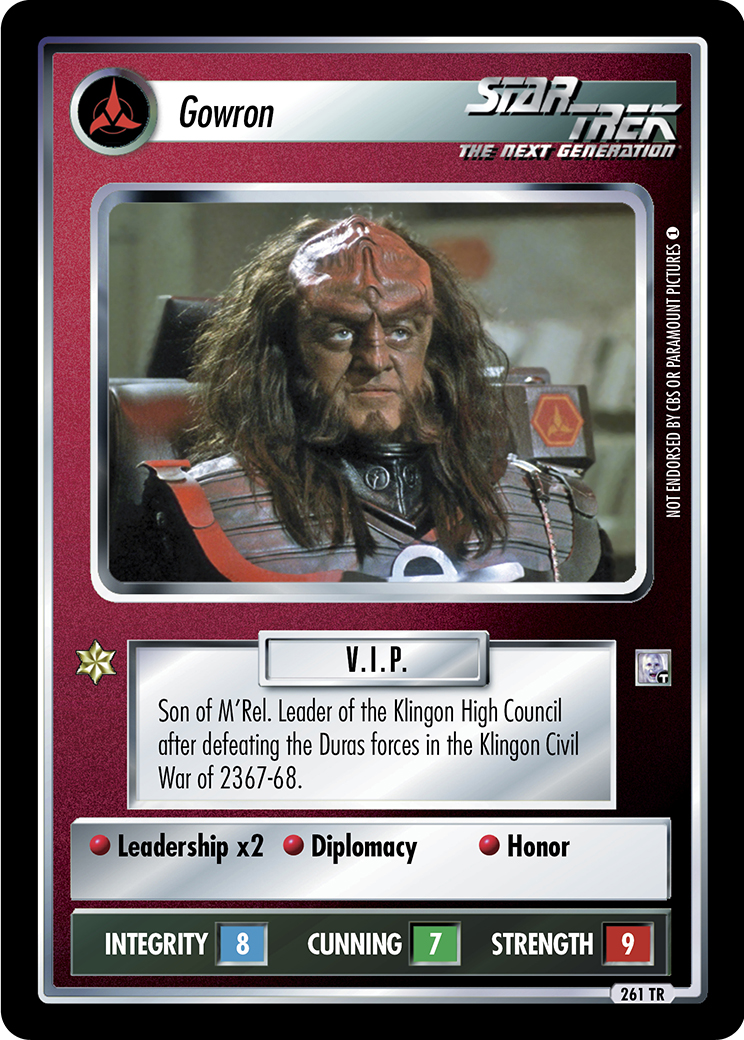 Gowron
STAR TREK
THE NEXT GENERATION
NOT ENDORSED BY CBS OR PARAMOUNT PICTURES 1
V.I.P.
T
Son of M'Rel. Leader of the Klingon High Council
after defeating the Duras forces in the Klingon Civil
War of 2367-68.
Leadership x2 Diplomacy Honor
INTEGRITY 8 CUNNING 7 STRENGTH 9
261 TR